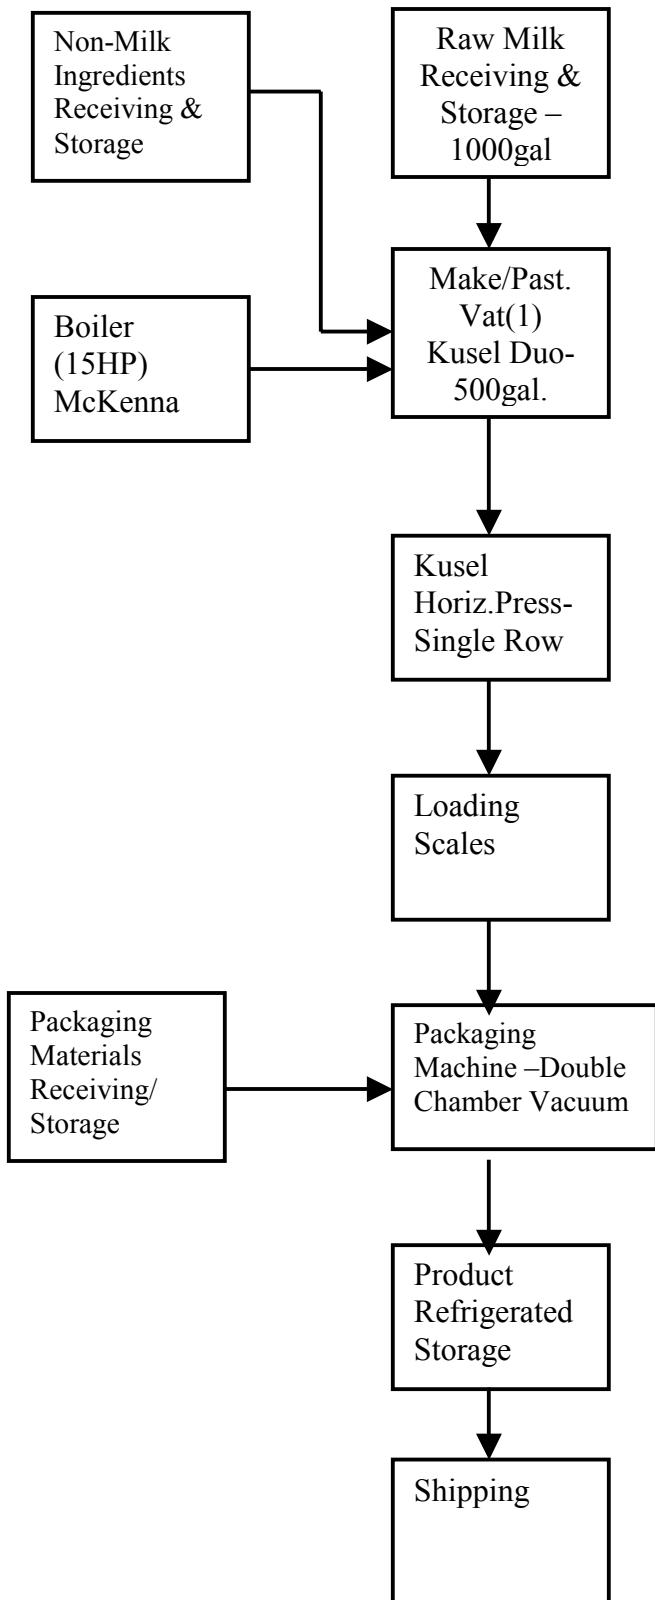 Non-Milk
Ingredients
Receiving &
Storage
Raw Milk
Receiving &
Storage –
1000gal
Boiler
(15HP)
McKenna
Make/Past.
Vat(1)
Kusel Duo-
500gal.
Kusel
Horiz.Press-
Single Row
Loading
Scales
Packaging
Materials
Receiving/
Storage
Packaging
Machine –Double
Chamber Vacuum
Product
Refrigerated
Storage
Shipping